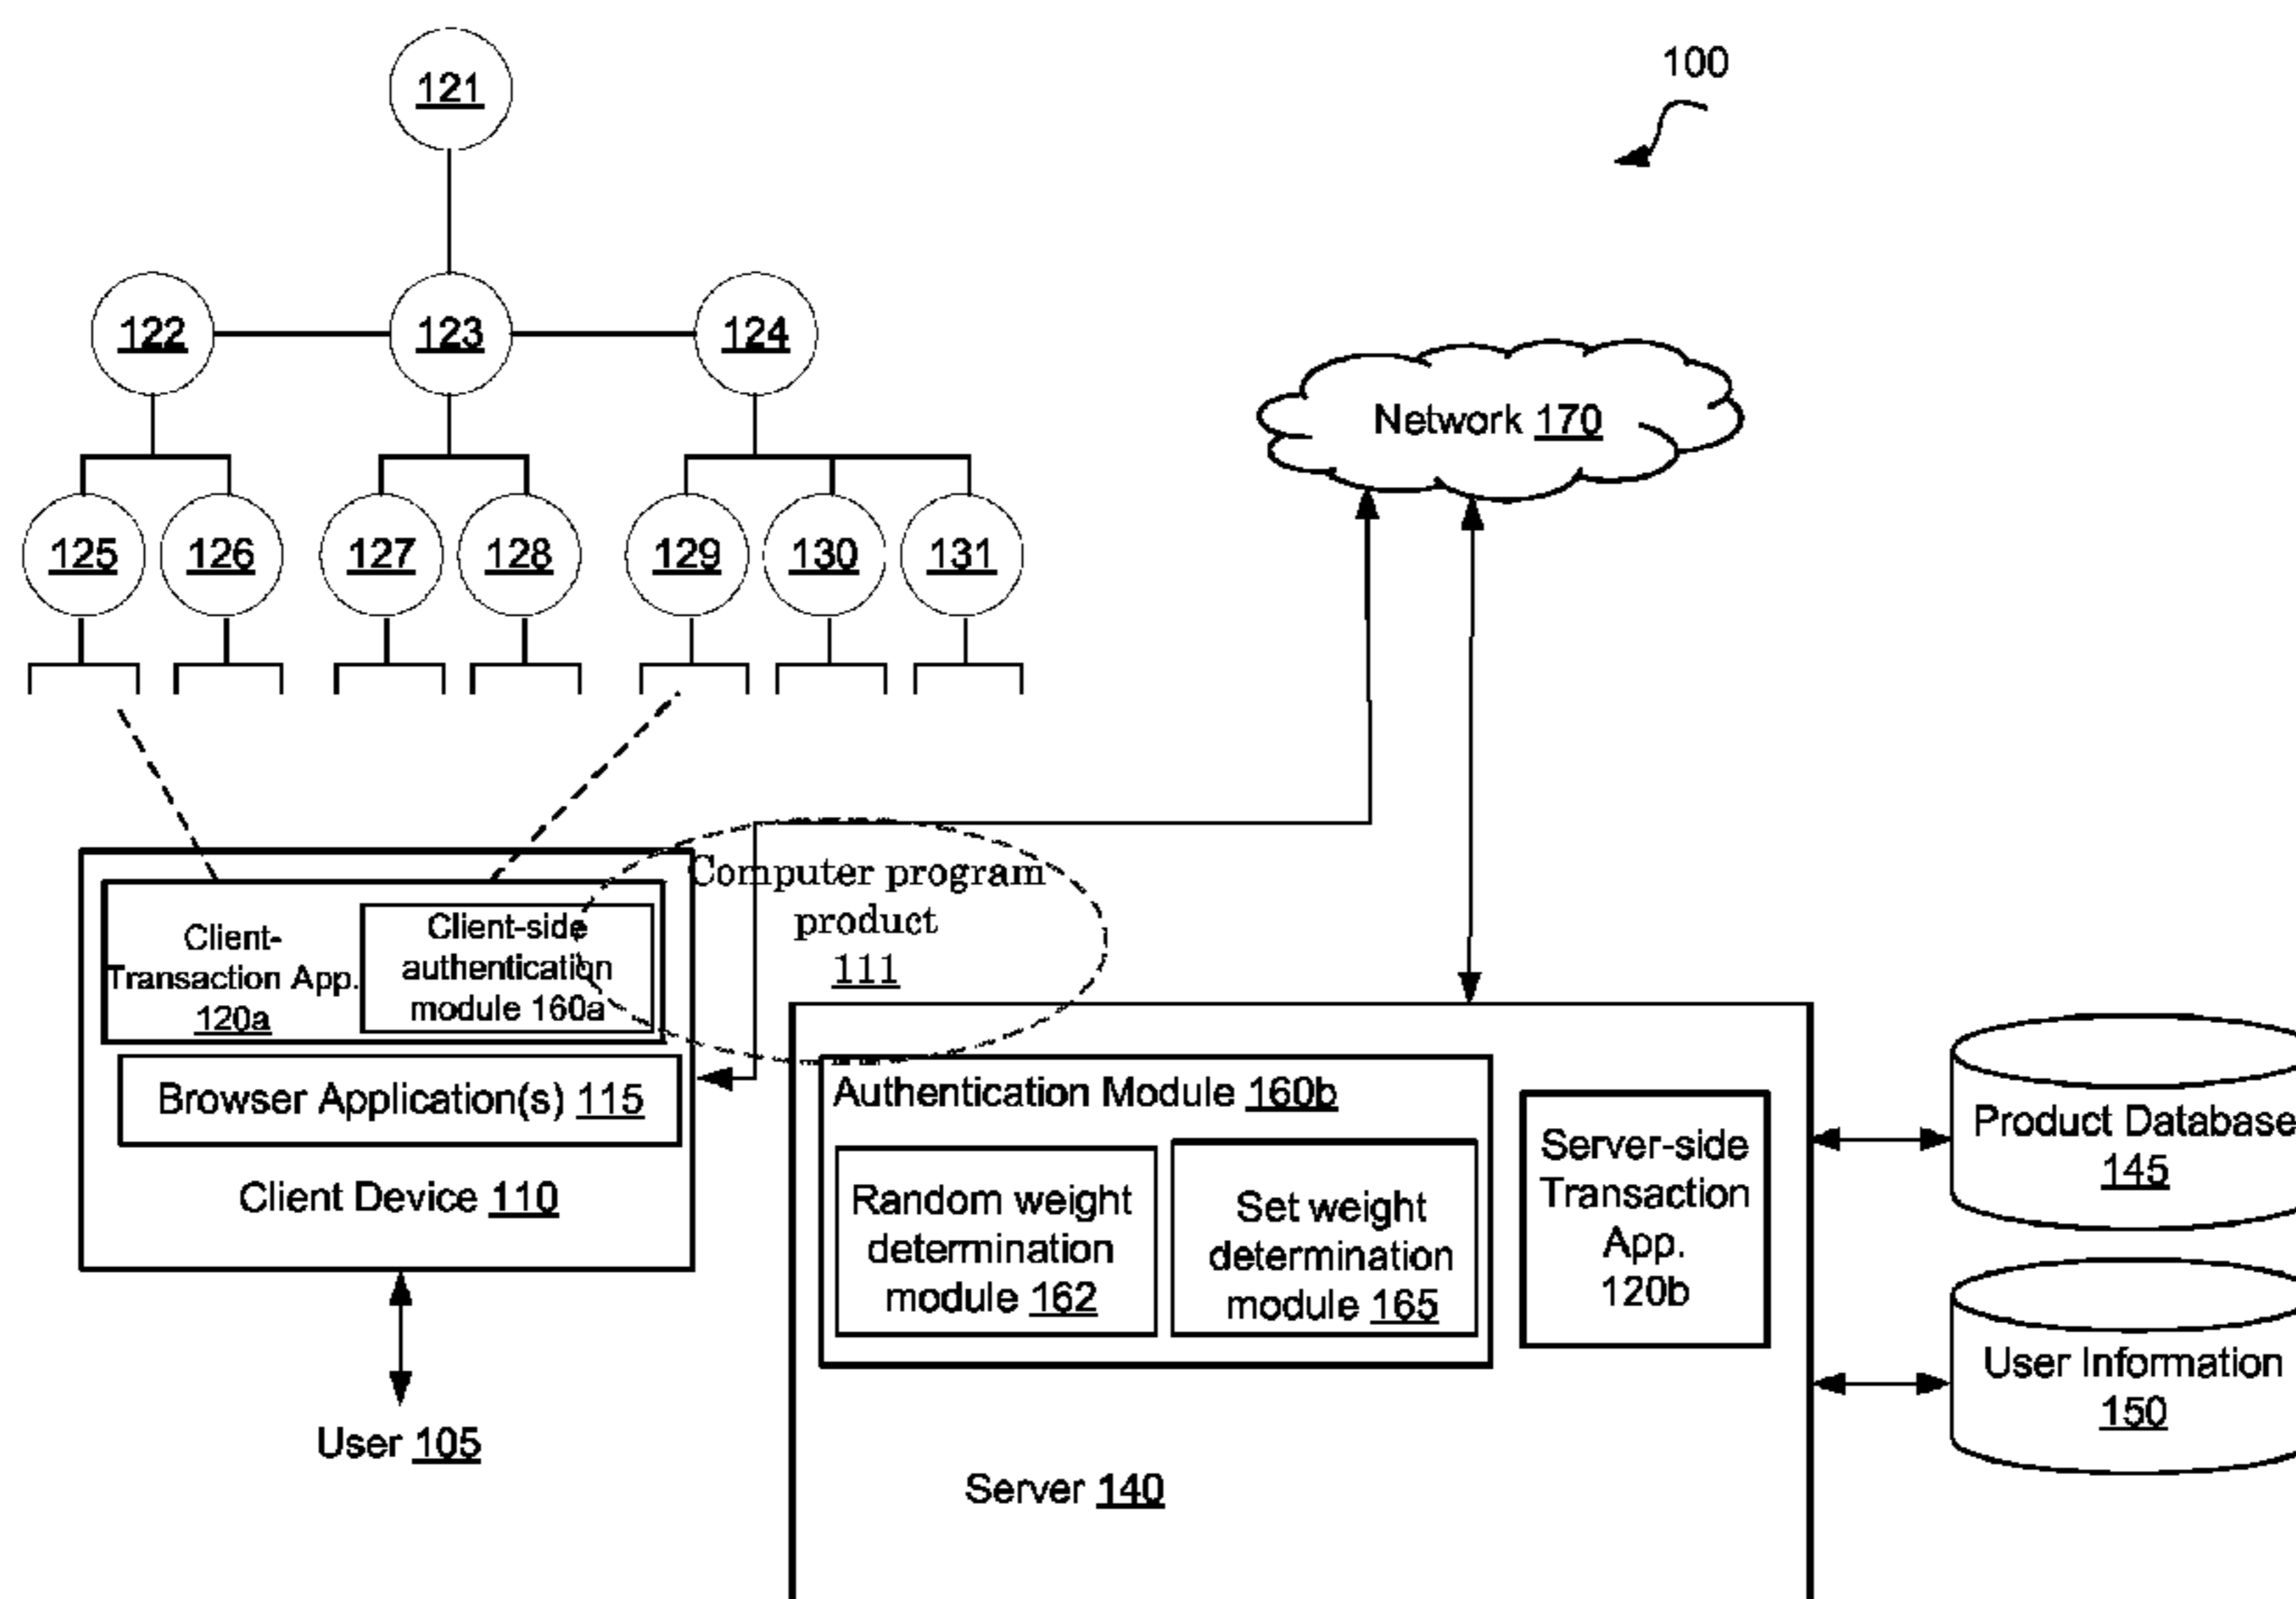 100
121
122
123
124
125
126
127
128
129
130
131
Network 170
Computer program
product
111
Client-
Transaction App.
120a
Client-side
authentication
module 160a
Browser Application(s) 115
Client Device 110
User 105
Authentication Module 160b
Random weight
determination
module 162
Set weight
determination
module 165
Server-side
Transaction
App.
120b
Server 140
Product Database
145
User Information
150